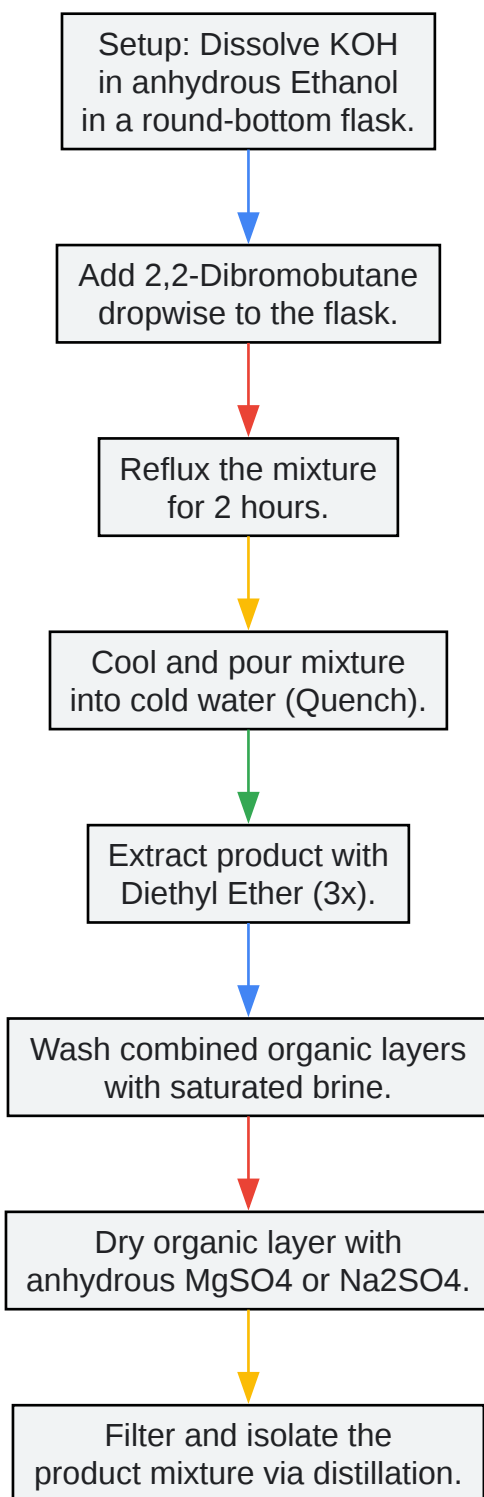 Setup: Dissolve KOH
in anhydrous Ethanol
in a round-bottom flask.
Add 2,2-Dibromobutane
dropwise to the flask.
Reflux the mixture
for 2 hours.
Cool and pour mixture
into cold water (Quench).
Extract product with
Diethyl Ether (3x).
Wash combined organic layers
with saturated brine.
Dry organic layer with
anhydrous MgSO4 or Na2SO4.
Filter and isolate the
product mixture via distillation.